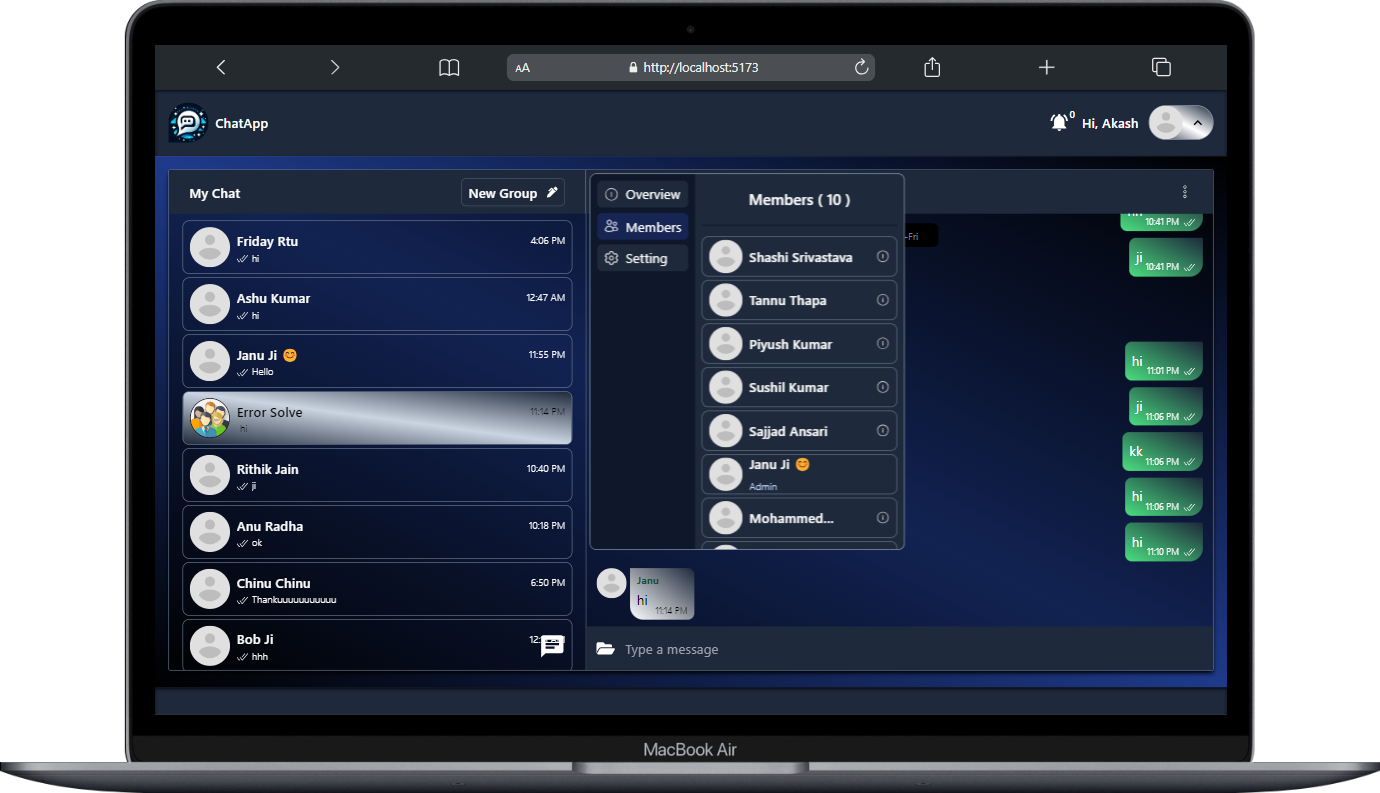 AA
http://localhost:5173
ChatApp
0
Hi, Akash
My Chat
New Group
Friday Rtu
4:06 PM
hi
Ashu Kumar
12:47 AM
hi
Janu Ji 😊
11:55 PM
Hello
Error Solve
11:14 PM
hi
Rithik Jain
10:40 PM
ji
Anu Radha
10:18 PM
ok
Chinu Chinu
6:50 PM
Thankuuuuuuuuuuu
Bob Ji
hhh
Overview
Members
Setting
Members ( 10 )
Shashi Srivastava
Tannu Thapa
Piyush Kumar
Sushil Kumar
Sajjad Ansari
Janu Ji 😊
Admin
Mohammed...
-Fri
10:41 PM
ji
10:41 PM
hi
11:01 PM
ji
11:06 PM
kk
11:06 PM
hi
11:06 PM
hi
11:10 PM
Janu
hi
11:14 PM
Type a message
MacBook Air